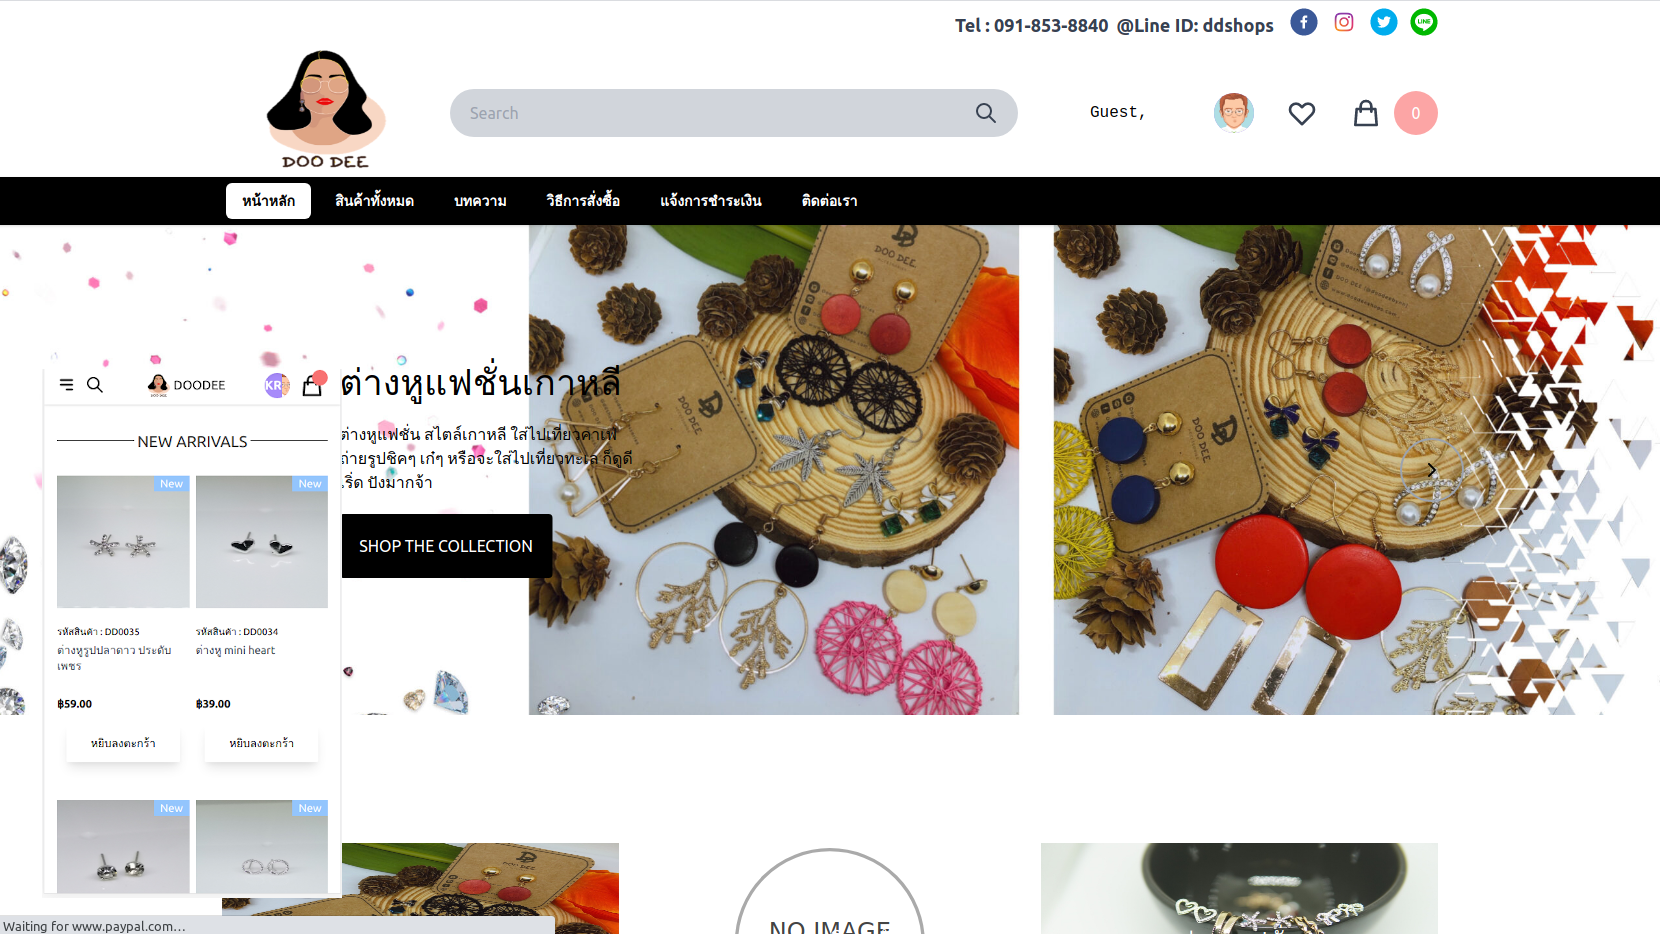 Tel : 091-853-8840 @Line ID: ddshops
DOO DEE
Search
Guest,
0
หน้าหลัก
สินค้าทั้งหมด
บทความ
วิธีการสั่งซื้อ
แจ้งการชำระเงิน
ติดต่อเรา
DOO DEE
ต่างหูแฟชั่นเกาหลี
ต่างหูแฟชั่น สไตล์เกาหลี ใส่ไปเที่ยวคาเฟ่
ถ่ายรูปชิคๆ เก๋ๆ หรือจะใส่ไปเที่ยวทะเล ก็ดูดี
เริ่ด ปังมากจ้า
SHOP THE COLLECTION
DOODEE
KR
NEW ARRIVALS
New
New
รหัสสินค้า : DD0035
ต่างหูรูปปลาดาว ประดับ
เพชร
฿59.00
หยิบลงตะกร้า
รหัสสินค้า : DD0034
ต่างหู mini heart
฿39.00
หยิบลงตะกร้า
New
New
DOO DEE
DOO DEE
DOO DEE
NO IMAGE
Waiting for www.paypal.com...